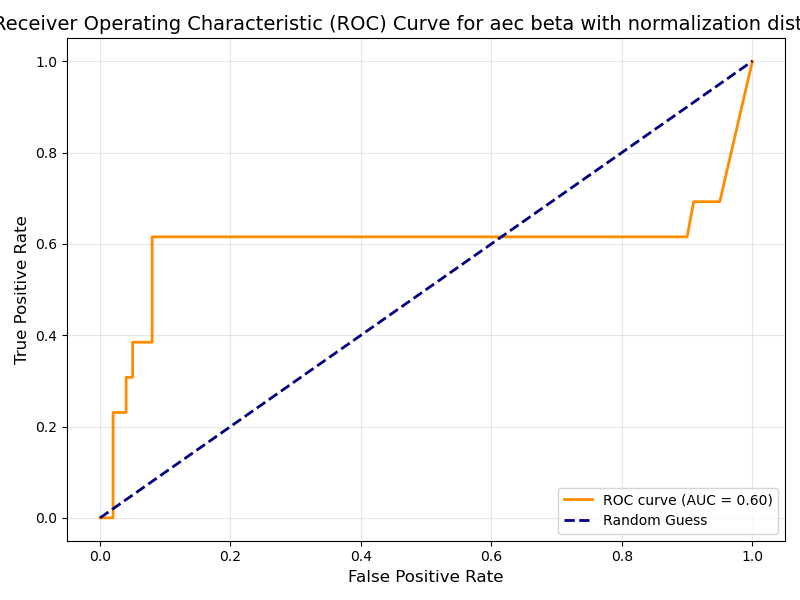 Receiver Operating Characteristic (ROC) Curve for aec beta with normalization dist
True Positive Rate
1.0
0.8
0.6
0.4
0.2
0.0
0.0 0.2 0.4 0.6 0.8 1.0
False Positive Rate
ROC curve (AUC = 0.60)
Random Guess